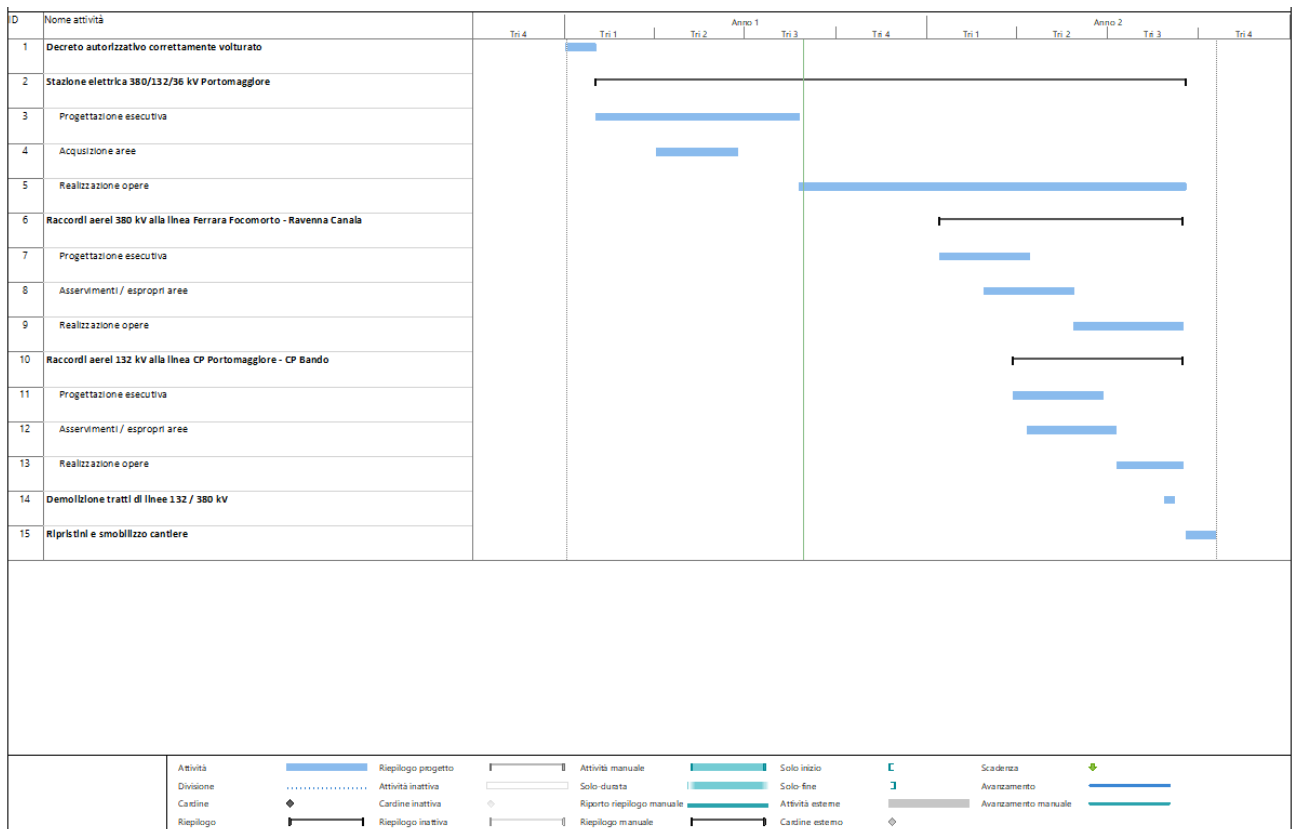 ID Nome attività
Anno 1 Anno 2
Tri 4 Tri 1 Tri 2 Tri 3 Tri 4 Tri 1 Tri 2 Tri 3 Tri 4
1 Decreto autorizzativo correttamente volturato
2 Stazione elettrica 380/132/36 kV Portomaggiore
3 Progettazione esecutiva
4 Acqusizione aree
5 Realizzazione opere
6 Raccordi aerei 380 kV alla linea Ferrara Focomorto - Ravenna Canala
7 Progettazione esecutiva
8 Asservimenti / espropri aree
9 Realizzazione opere
10 Raccordi aerei 132 kV alla linea CP Portomaggiore - CP Bando
11 Progettazione esecutiva
12 Asservimenti / espropri aree
13 Realizzazione opere
14 Demolizione tratti di linee 132 / 380 kV
15 Ripristini e smobilizzo cantiere
Attività Riepilogo progetto Attività manuale Solo inizio Scadenza
Divisione Attività inattiva Solo-durata Solo-fine Avanzamento
Cardine Cardine inattiva Riporto riepilogo manuale Attività esterne Avanzamento manuale
Riepilogo Riepilogo inattiva Riepilogo manuale Cardine esterno